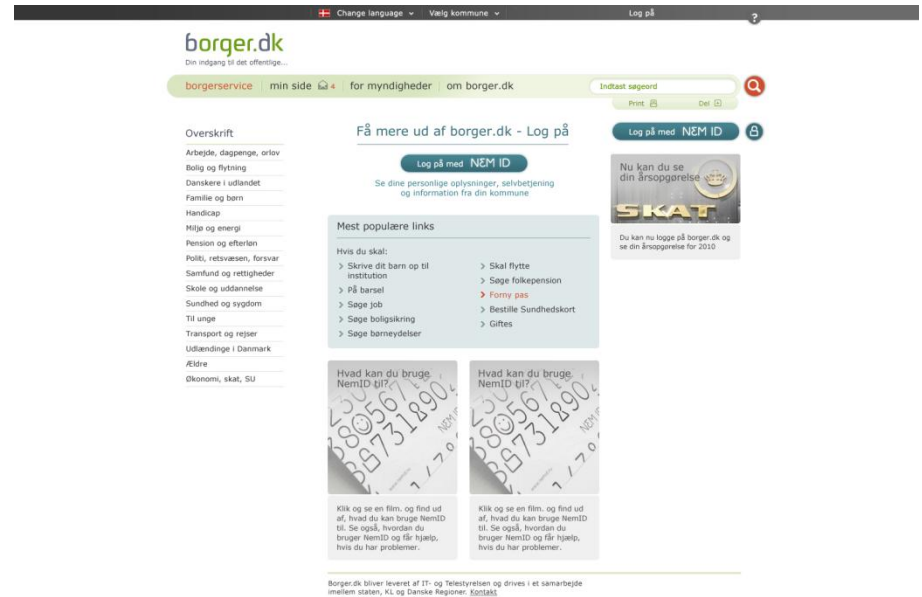 Change language
Vælg kommune
Log på
?
borger.dk
Din indgang til det offentlige...
borgerservice
min side
4
for myndigheder
om borger.dk
Indtast søgeord
Print
Del
Overskrift
Arbejde, dagpenge, orlov
Bolig og flytning
Danskere i udlandet
Familie og børn
Handicap
Miljø og energi
Pension og efterløn
Politi, retsvæsen, forsvar
Samfund og rettigheder
Skole og uddannelse
Sundhed og sygdom
Til unge
Transport og rejser
Udlændinge i Danmark
Ældre
Økonomi, skat, SU
Få mere ud af borger.dk - Log på
Log på med NEM ID
Se dine personlige oplysninger, selvbetjening
og information fra din kommune
Mest populære links
Hvis du skal:
Skrive dit barn op til
institution
På barsel
Søge job
Søge boligsikring
Søge børneydelser
Skal flytte
Søge folkepension
Forny pas
Bestille Sundhedskort
Giftes
Hvad kan du bruge
NemID til?
Klik og se en film. og find ud
af, hvad du kan bruge NemID
til. Se også, hvordan du
bruger NemID og får hjælp,
hvis du har problemer.
Hvad kan du bruge
NemID til?
Klik og se en film. og find ud
af, hvad du kan bruge NemID
til. Se også, hvordan du
bruger NemID og får hjælp,
hvis du har problemer.
Log på med NEM ID
Nu kan du se
din årsopgørelse
SKAT
Du kan nu logge på borger.dk og
se din årsopgørelse for 2010
Borger.dk bliver leveret af IT- og Telestyrelsen og drives i et samarbejde
imellem staten, KL og Danske Regioner. Kontakt